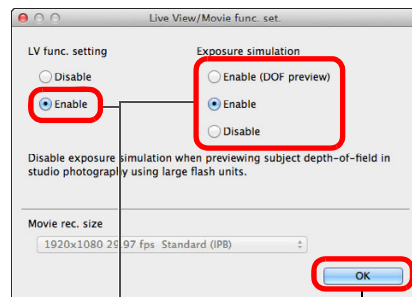 Live View/Movie func. set.
LV func. setting
Exposure simulation
Disable
Enable (DOF preview)
Enable
Enable
Disable
Disable exposure simulation when previewing subject depth-of-field in
studio photography using large flash units.
Movie rec. size
1920x1080 29.97 fps Standard (IPB)
OK